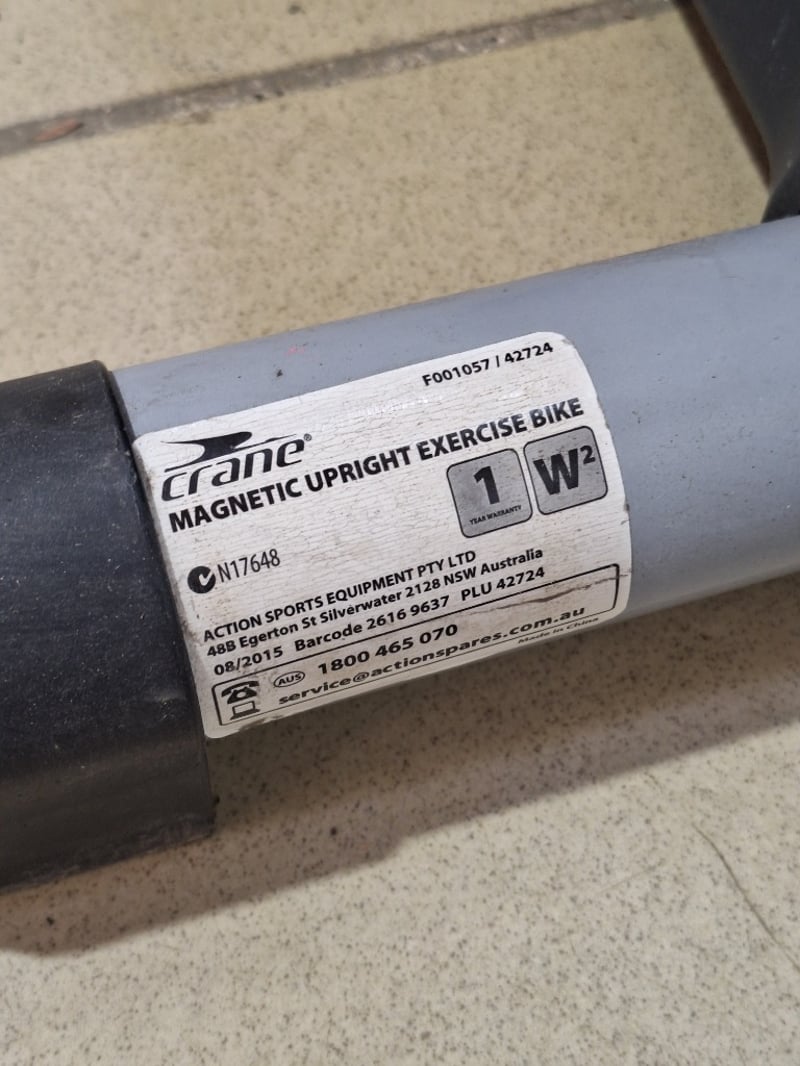 F001057 / 42724
crane®
MAGNETIC UPRIGHT EXERCISE BIKE
1
YEAR WARRANTY
W²
N17648
ACTION SPORTS EQUIPMENT PTY LTD
48B Egerton St Silverwater 2128 NSW Australia
08/2015 Barcode 2616 9637 PLU 42724
AUS 1800 465 070
service@actionspares.com.au
Made in China